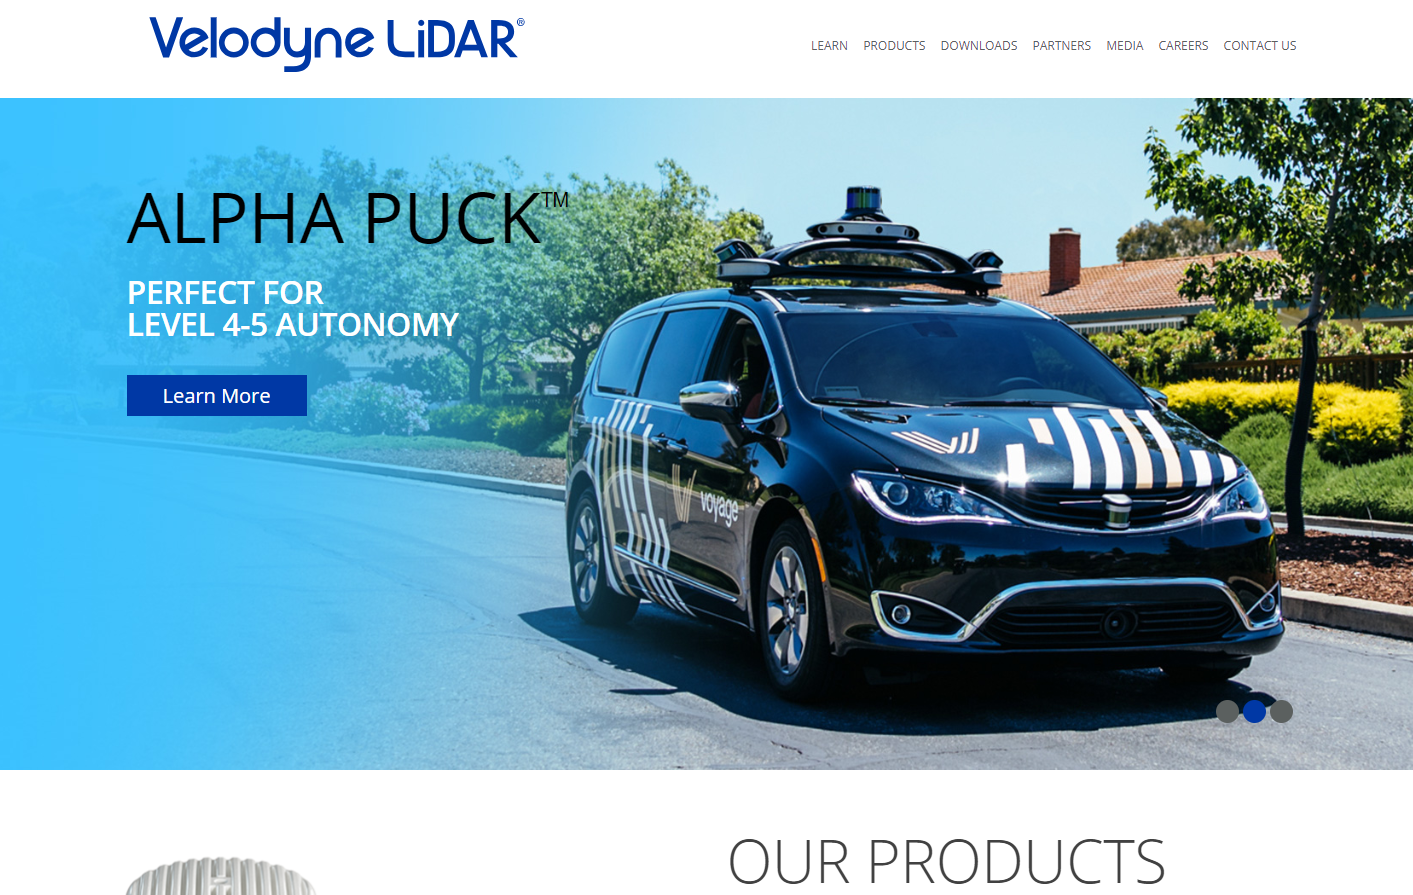 Velodyne LiDAR®
LEARN PRODUCTS DOWNLOADS PARTNERS MEDIA CAREERS CONTACT US
ALPHA PUCK™
PERFECT FOR
LEVEL 4-5 AUTONOMY
Learn More
voyage
OUR PRODUCTS